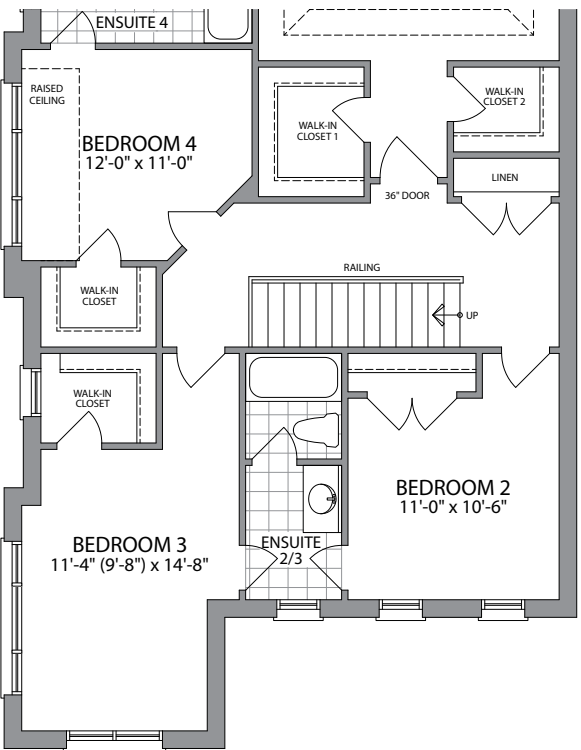 ENSUITE 4
RAISED
CEILING
BEDROOM 4
12'-0" x 11'-0"
WALK-IN
CLOSET 1
WALK-IN
CLOSET 2
LINEN
36" DOOR
RAILING
WALK-IN
CLOSET
UP
WALK-IN
CLOSET
BEDROOM 2
11'-0" x 10'-6"
BEDROOM 3
11'-4" (9'-8") x 14'-8"
ENSUITE
2/3